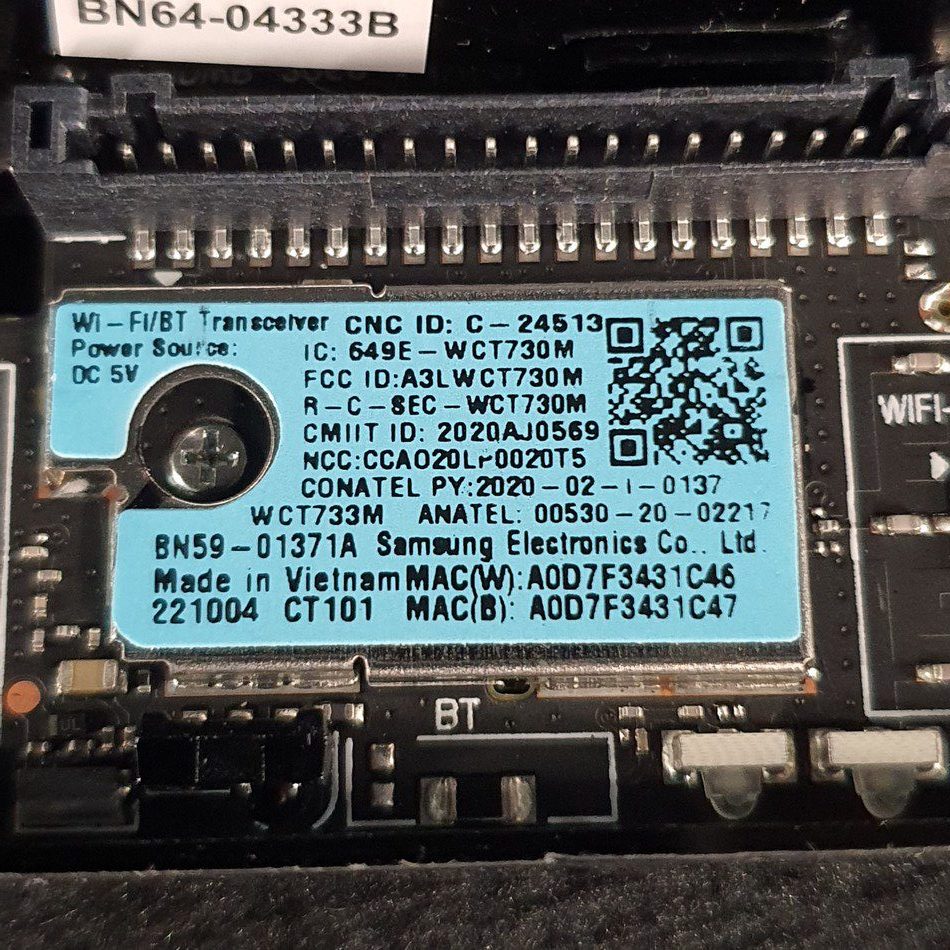 BN64-04333B
Wi-Fi/BT Transceiver CNC ID: C-24513
Power Source: IC: 649E-WCT730M
DC 5V FCC ID:A3LWCT730M
R-C-SEC-WCT730M
CMIIT ID: 2020AJ0569
CONATEL PY:2020-02-I-0137
WCT733M ANATEL: 00530-20-02217
BN59-01371A Samsung Electronics Co., Ltd.
Made in Vietnam MAC(W):A0D7F3431C46
221004 CT101 MAC(B): A0D7F3431C47
WIFI
BT